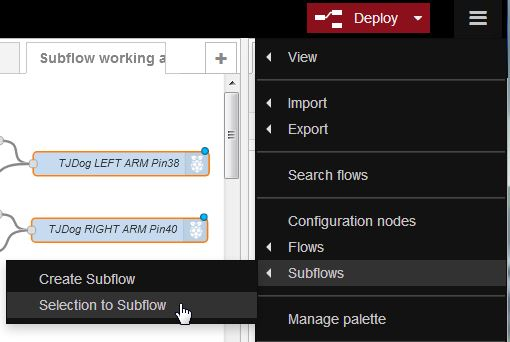 Deploy
Subflow working a
+
View
Import
Export
TJDog LEFT ARM Pin38
Search flows
TJDog RIGHT ARM Pin40
Configuration nodes
Flows
Subflows
Create Subflow
Selection to Subflow
Manage palette